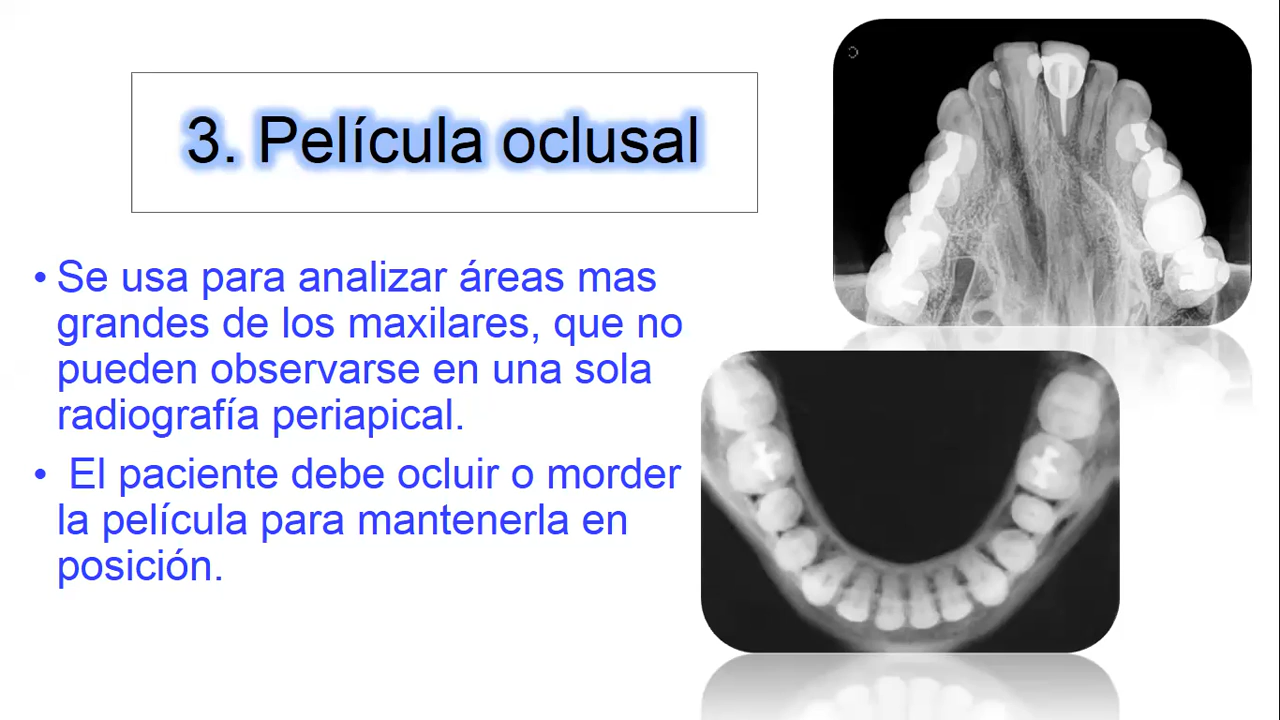 3. Película oclusal
• Se usa para analizar áreas mas
grandes de los maxilares, que no
pueden observarse en una sola
radiografía periapical.
• El paciente debe ocluir o morder
la película para mantenerla en
posición.